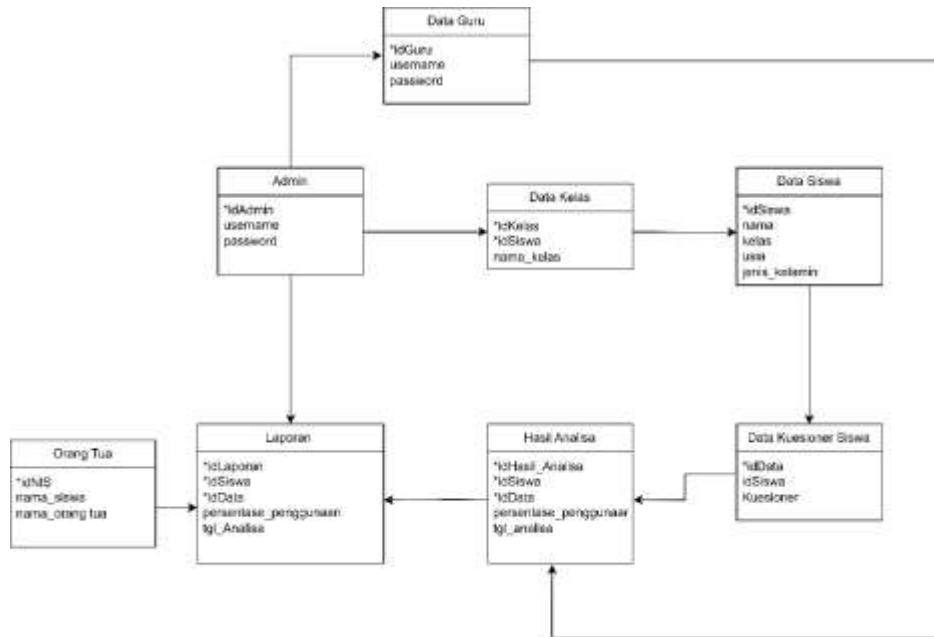 Data Guru
*idGuru
username
password
Admin
*idAdmin
username
password
Data Kelas
*idKelas
*idSiswa
nama_kelas
Data Siswa
*idSiswa
nama
kelas
usia
jenis_kelamin
Orang Tua
*idNIS
nama_siswa
nama_orang tua
Laporan
*idLaporan
*idSiswa
*idData
persentase_penggunaan
tgl_Analisa
Hasil Analisa
*idHasil_Analisa
*idSiswa
*idData
persentase_penggunaan
tgl_analisa
Data Kuesioner Siswa
*idData
idSiswa
Kuesioner